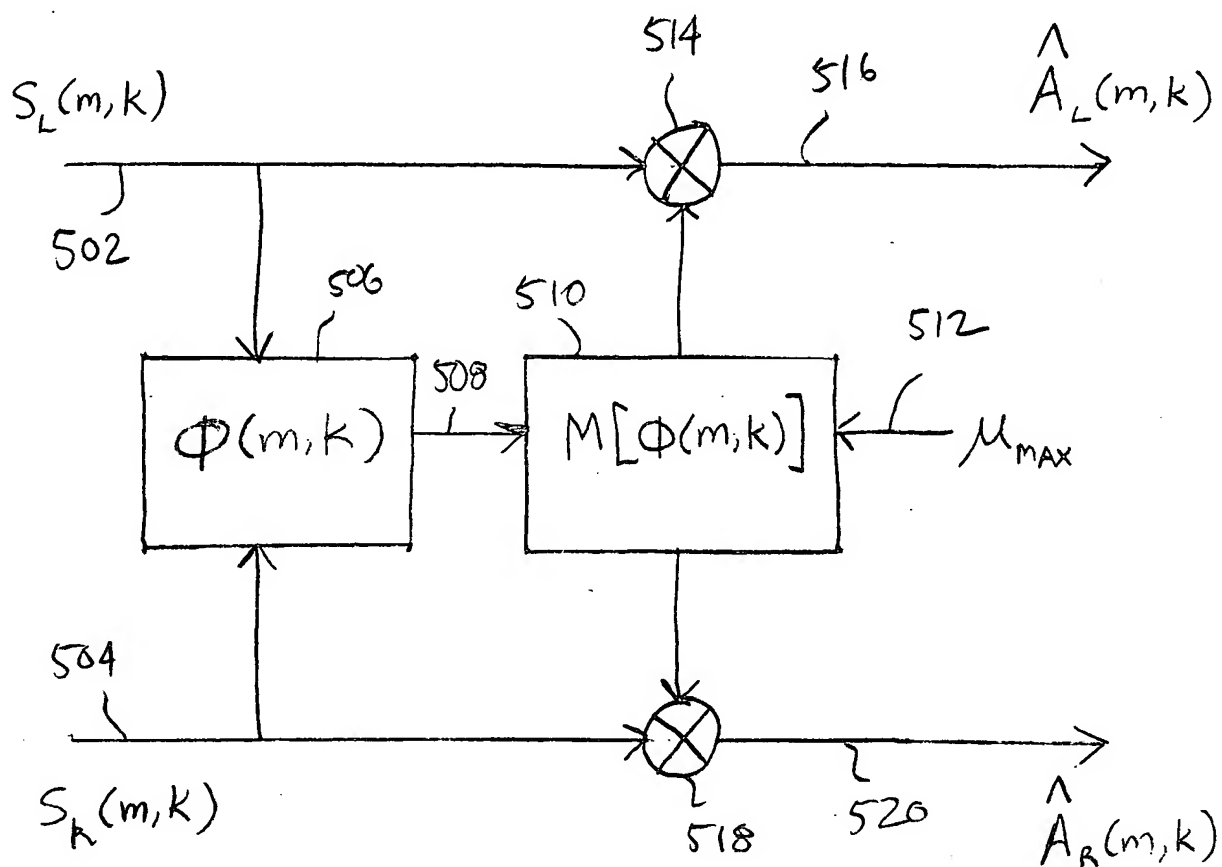 514
516
Â_L(m,k)
S_L(m,k)
502
506
510
512
508
Φ(m,k)
M[Φ(m,k)]
μ_MAX
504
S_R(m,k)
518
520
Â_R(m,k)